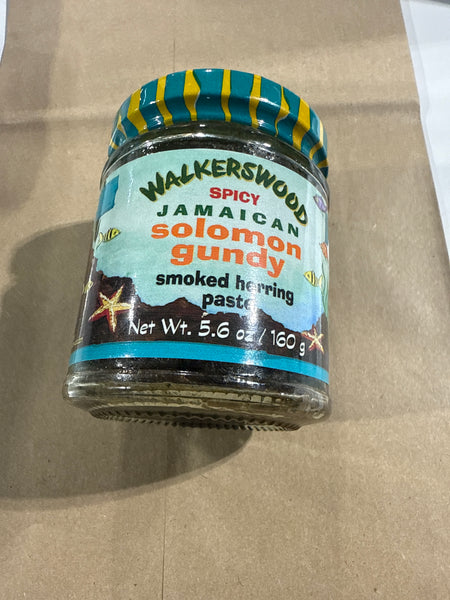 WALKERSWOOD
SPICY
JAMAICAN
solomon
gundy
smoked herring
paste
Net Wt. 5.6 oz / 160 g